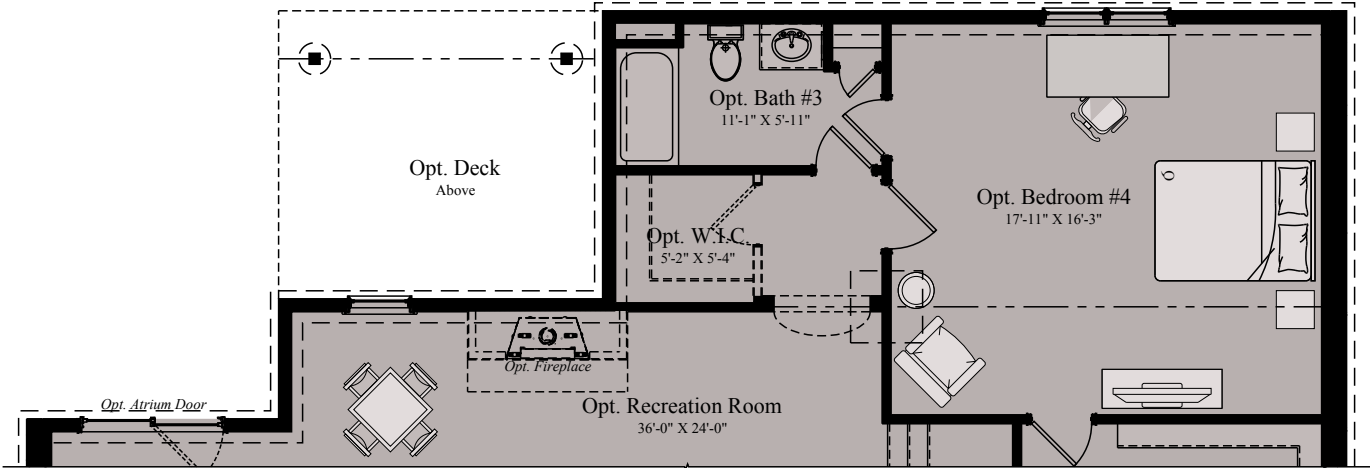 Opt. Bath #3
11'-1" X 5'-11"
Opt. Deck
Above
Opt. Bedroom #4
17'-11" X 16'-3"
Opt. W.I.C.
5'-2" X 5'-4"
Opt. Fireplace
Opt. Atrium Door
Opt. Recreation Room
36'-0" X 24'-0"